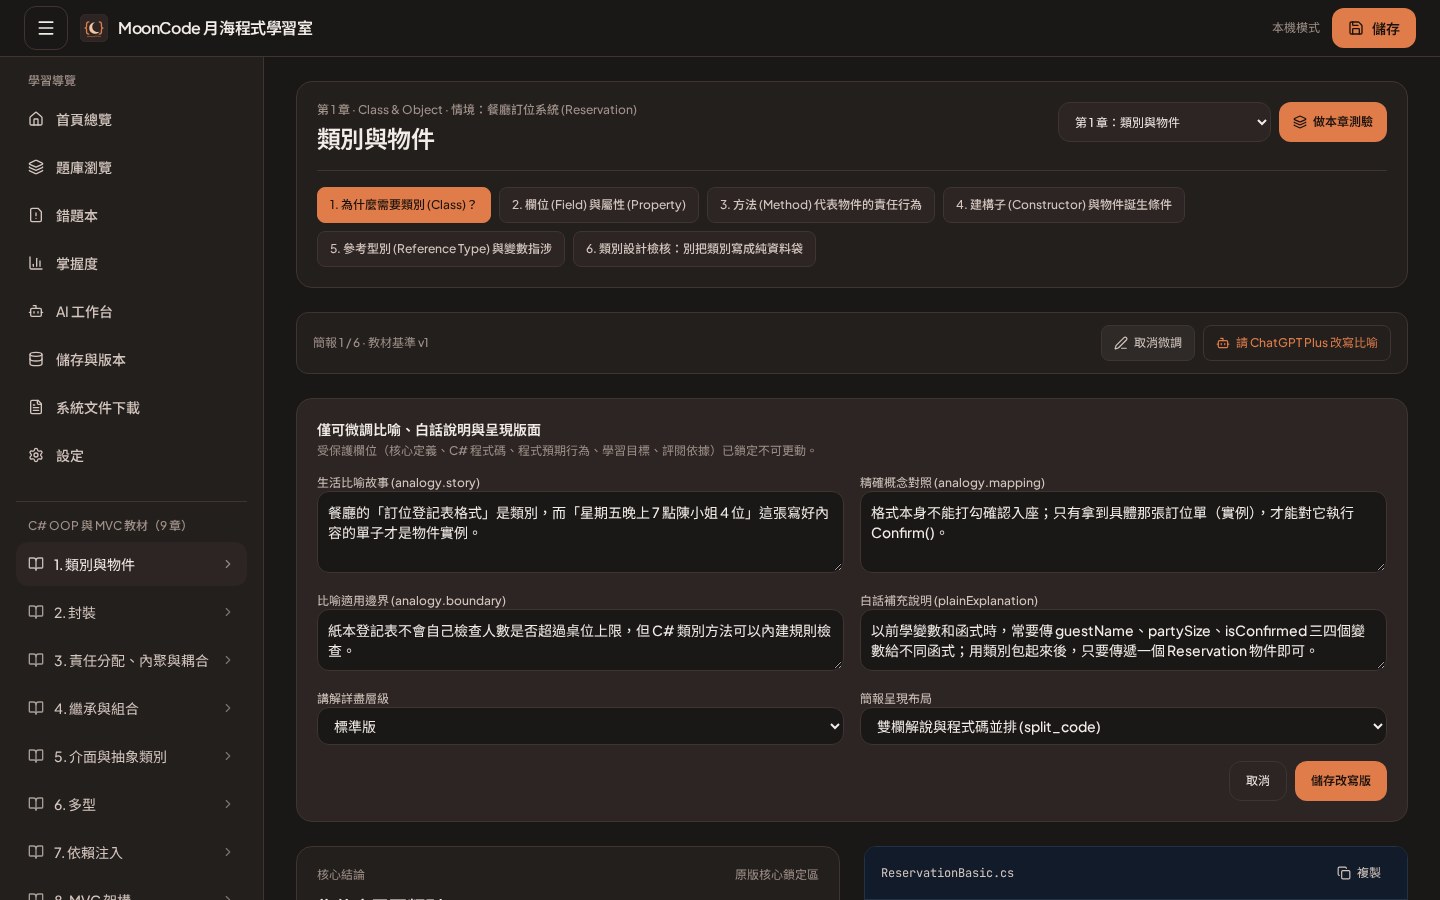 MoonCode 月海程式學習室
本機模式
儲存
學習導覽
首頁總覽
題庫瀏覽
錯題本
掌握度
AI 工作台
儲存與版本
系統文件下載
設定
C# OOP 與 MVC 教材（9 章）
1. 類別與物件
2. 封裝
3. 責任分配、內聚與耦合
4. 繼承與組合
5. 介面與抽象類別
6. 多型
7. 依賴注入
8. MVC 架構
第 1 章 · Class & Object · 情境：餐廳訂位系統 (Reservation)
類別與物件
第 1 章：類別與物件
做本章測驗
1. 為什麼需要類別 (Class)？
2. 欄位 (Field) 與屬性 (Property)
3. 方法 (Method) 代表物件的責任行為
4. 建構子 (Constructor) 與物件誕生條件
5. 參考型別 (Reference Type) 與變數指涉
6. 類別設計檢核：別把類別寫成純資料袋
簡報 1 / 6 · 教材基準 v1
取消微調
請 ChatGPT Plus 改寫比喻
僅可微調比喻、白話說明與呈現版面
受保護欄位（核心定義、C# 程式碼、程式預期行為、學習目標、評閱依據）已鎖定不可更動。
生活比喻故事 (analogy.story)
餐廳的「訂位登記表格式」是類別，而「星期五晚上 7 點陳小姐 4 位」這張寫好內
容的單子才是物件實例。
精確概念對照 (analogy.mapping)
格式本身不能打勾確認入座；只有拿到具體那張訂位單（實例），才能對它執行
Confirm()。
比喻適用邊界 (analogy.boundary)
紙本登記表不會自己檢查人數是否超過桌位上限，但 C# 類別方法可以內建規則檢
查。
白話補充說明 (plainExplanation)
以前學變數和函式時，常要傳 guestName、partySize、isConfirmed 三四個變
數給不同函式；用類別包起來後，只要傳遞一個 Reservation 物件即可。
講解詳盡層級
標準版
簡報呈現布局
雙欄解說與程式碼並排 (split_code)
取消
儲存改寫版
核心結論
原版核心鎖定區
ReservationBasic.cs
複製